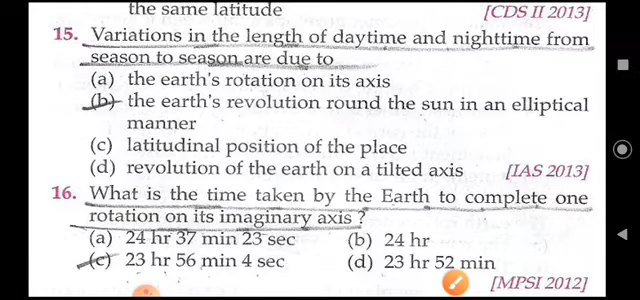 the same latitude [CDS II 2013]
15. Variations in the length of daytime and nighttime from
season to season are due to
(a) the earth's rotation on its axis
(b) the earth's revolution round the sun in an elliptical
manner
(c) latitudinal position of the place
(d) revolution of the earth on a tilted axis [IAS 2013]
16. What is the time taken by the Earth to complete one
rotation on its imaginary axis ?
(a) 24 hr 37 min 23 sec (b) 24 hr
(c) 23 hr 56 min 4 sec (d) 23 hr 52 min
[MPSI 2012]